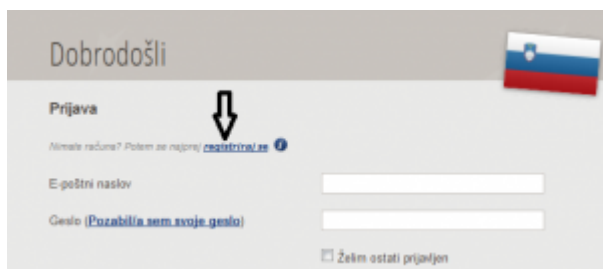 Dobrodošli
Prijava
Nimate računa? Potem se najprej registriraj se
E-poštni naslov
Geslo (Pozabil/a sem svoje geslo)
Želim ostati prijavljen